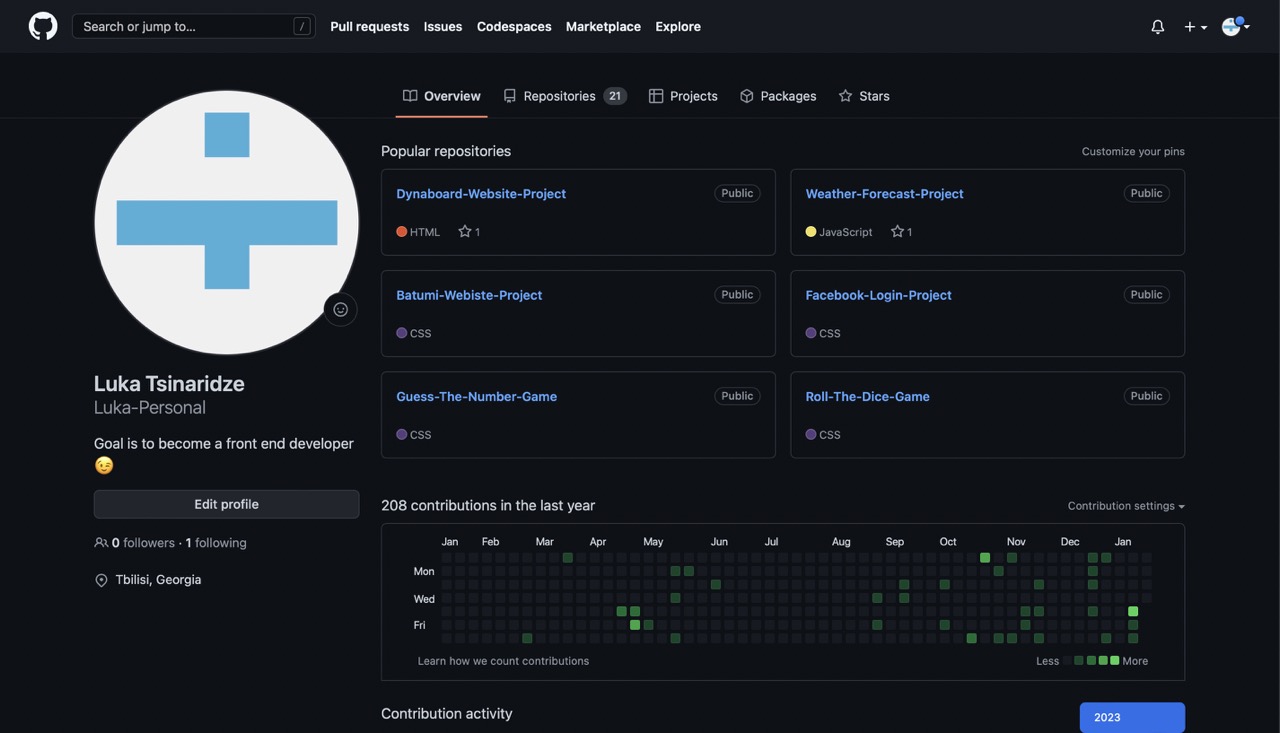 Search or jump to... / Pull requests Issues Codespaces Marketplace Explore
Overview Repositories 21 Projects Packages Stars
Luka Tsinaridze
Luka-Personal
Goal is to become a front end developer
😉
Edit profile
0 followers · 1 following
Tbilisi, Georgia
Popular repositories Customize your pins
Dynaboard-Website-Project Public
HTML 1
Weather-Forecast-Project Public
JavaScript 1
Batumi-Webiste-Project Public
CSS
Facebook-Login-Project Public
CSS
Guess-The-Number-Game Public
CSS
Roll-The-Dice-Game Public
CSS
208 contributions in the last year Contribution settings
Jan Feb Mar Apr May Jun Jul Aug Sep Oct Nov Dec Jan
Mon
Wed
Fri
Learn how we count contributions Less More
Contribution activity 2023